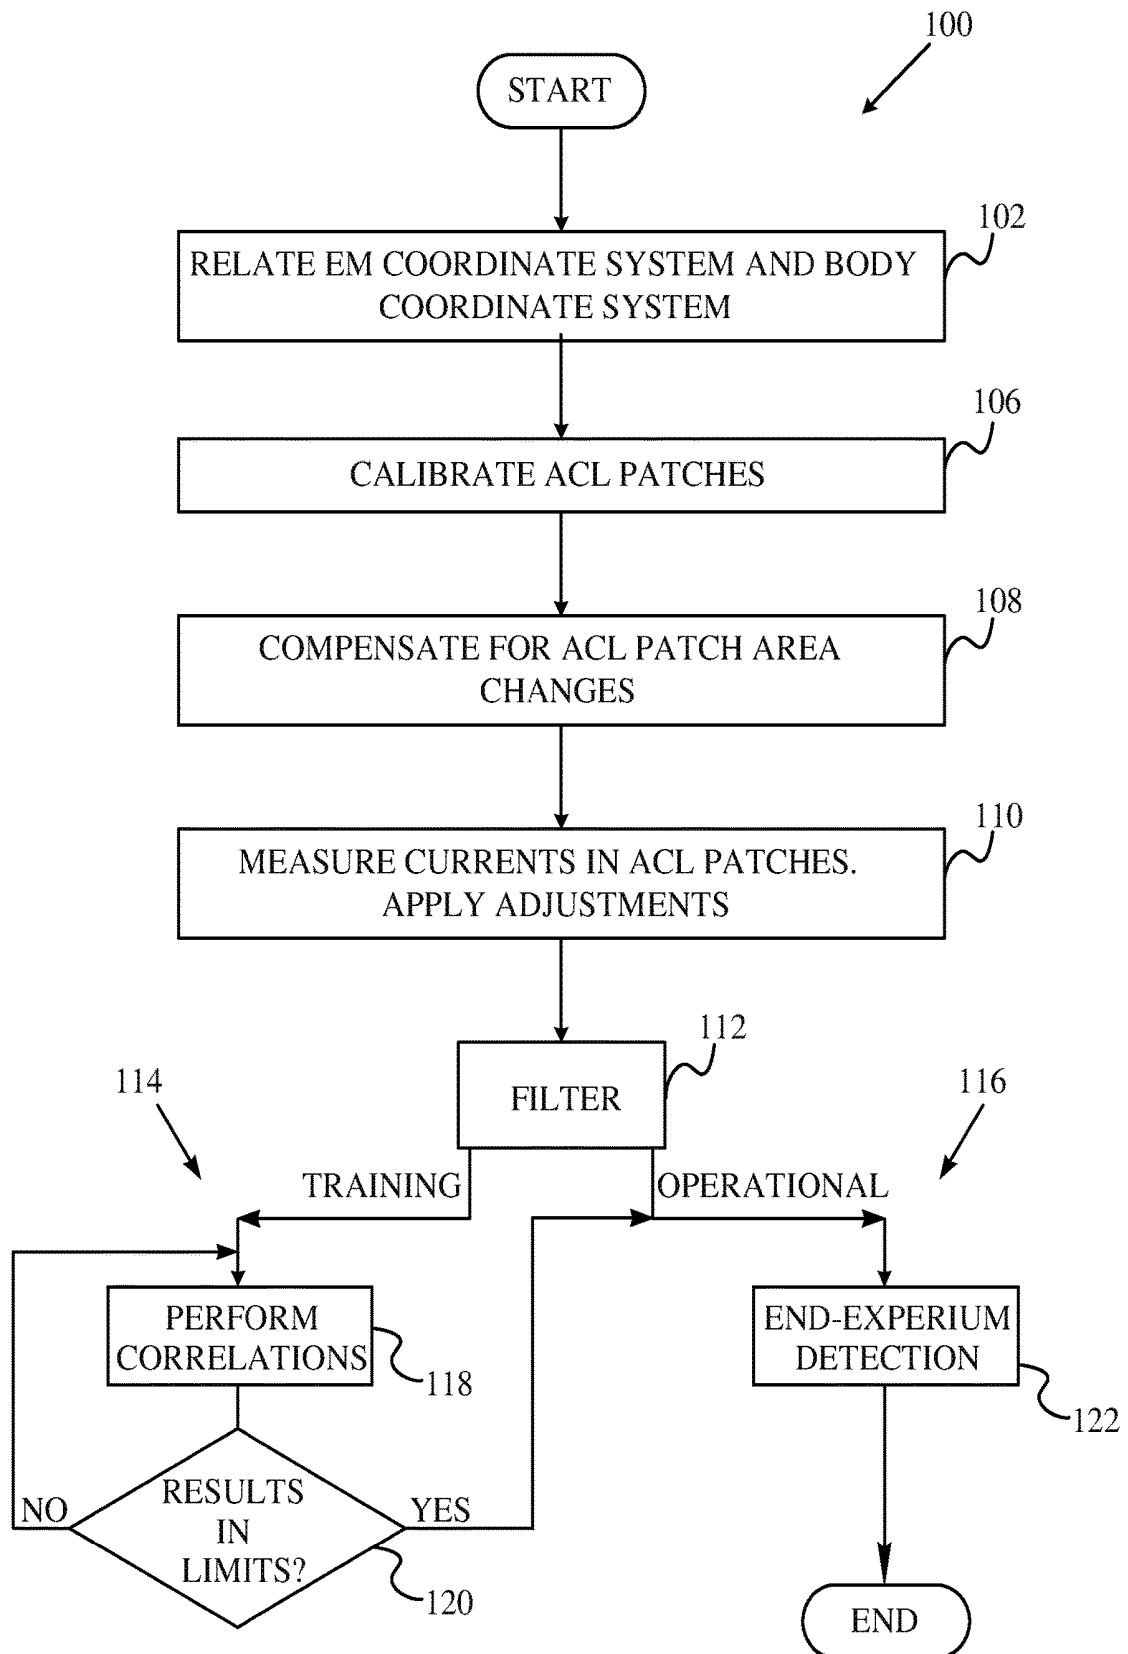 100
START
102
RELATE EM COORDINATE SYSTEM AND BODY
COORDINATE SYSTEM
106
CALIBRATE ACL PATCHES
108
COMPENSATE FOR ACL PATCH AREA
CHANGES
110
MEASURE CURRENTS IN ACL PATCHES.
APPLY ADJUSTMENTS
112
FILTER
114
116
TRAINING
OPERATIONAL
PERFORM
CORRELATIONS
118
END-EXPERIUM
DETECTION
122
RESULTS
IN
LIMITS?
NO
YES
120
END